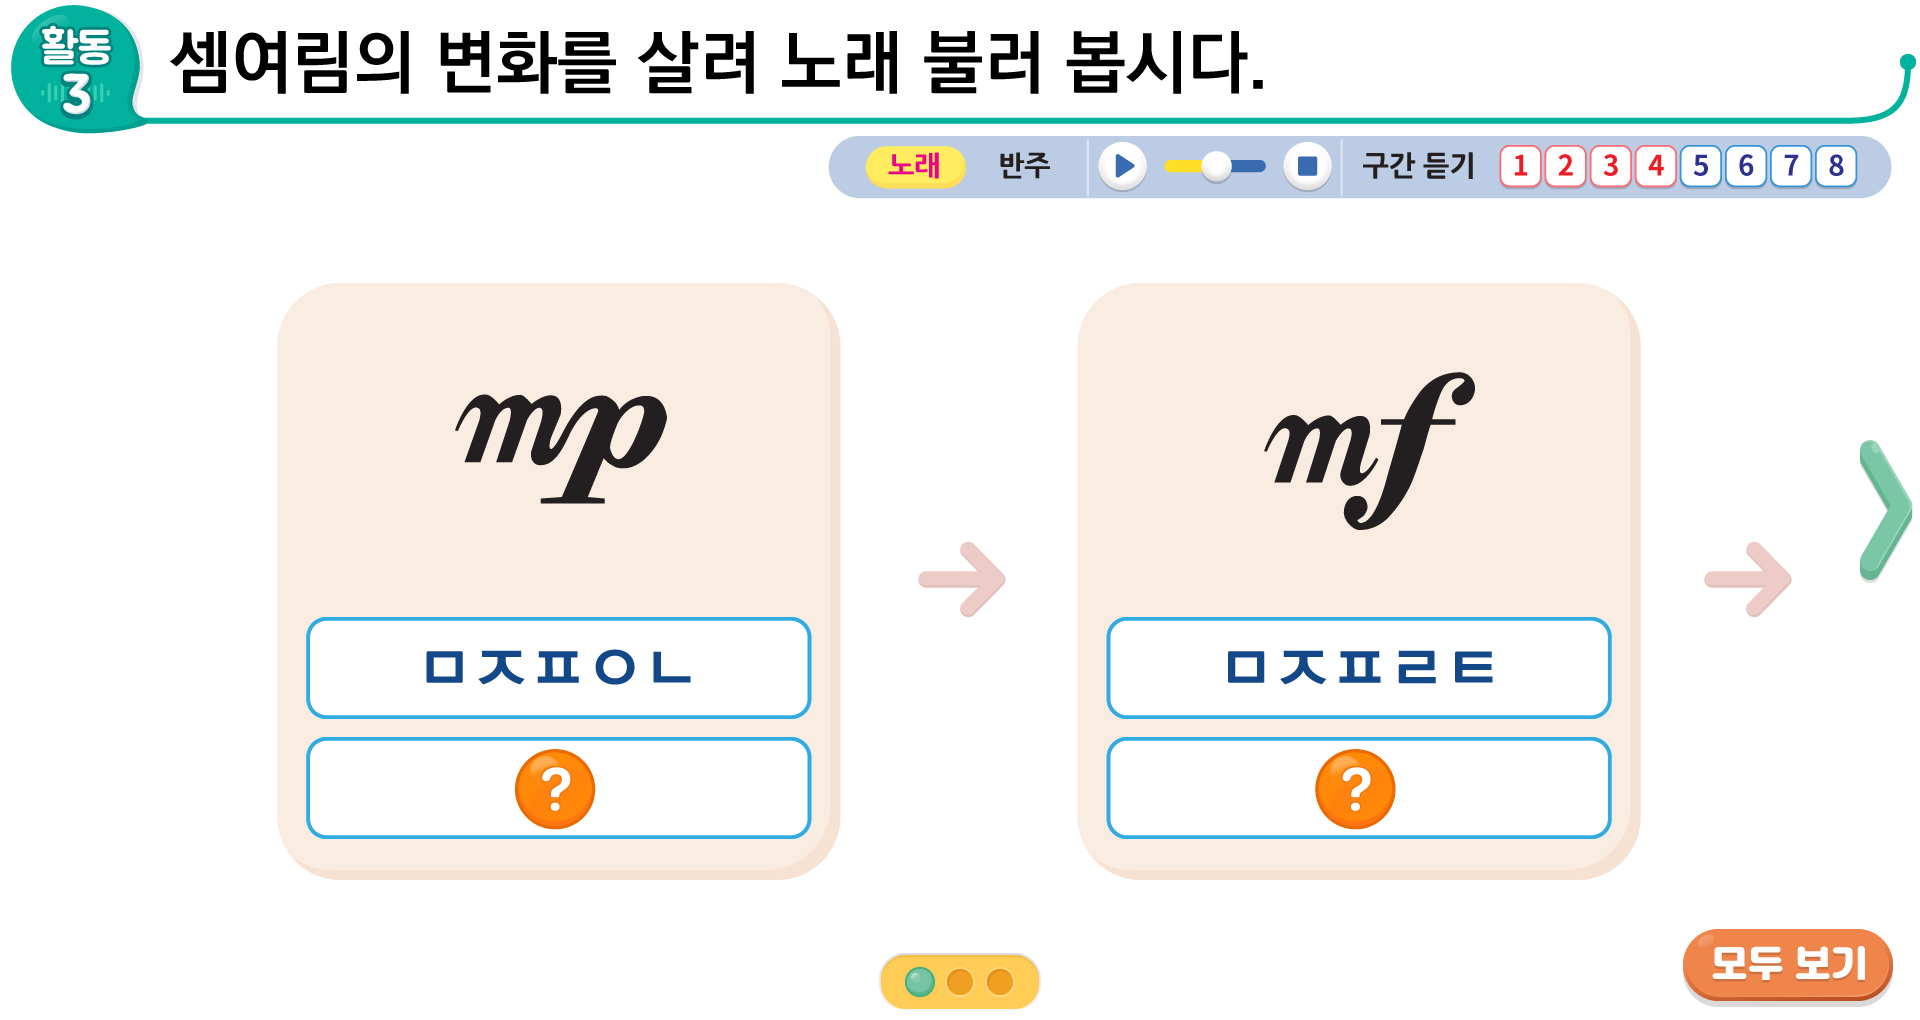 활동
3
셈여림의 변화를 살려 노래 불러 봅시다.
노래 반주 구간 듣기 1 2 3 4 5 6 7 8
mp
mf
ㅁㅈㅍㅇㄴ
ㅁㅈㅍㄹㅌ
?
?
모두 보기